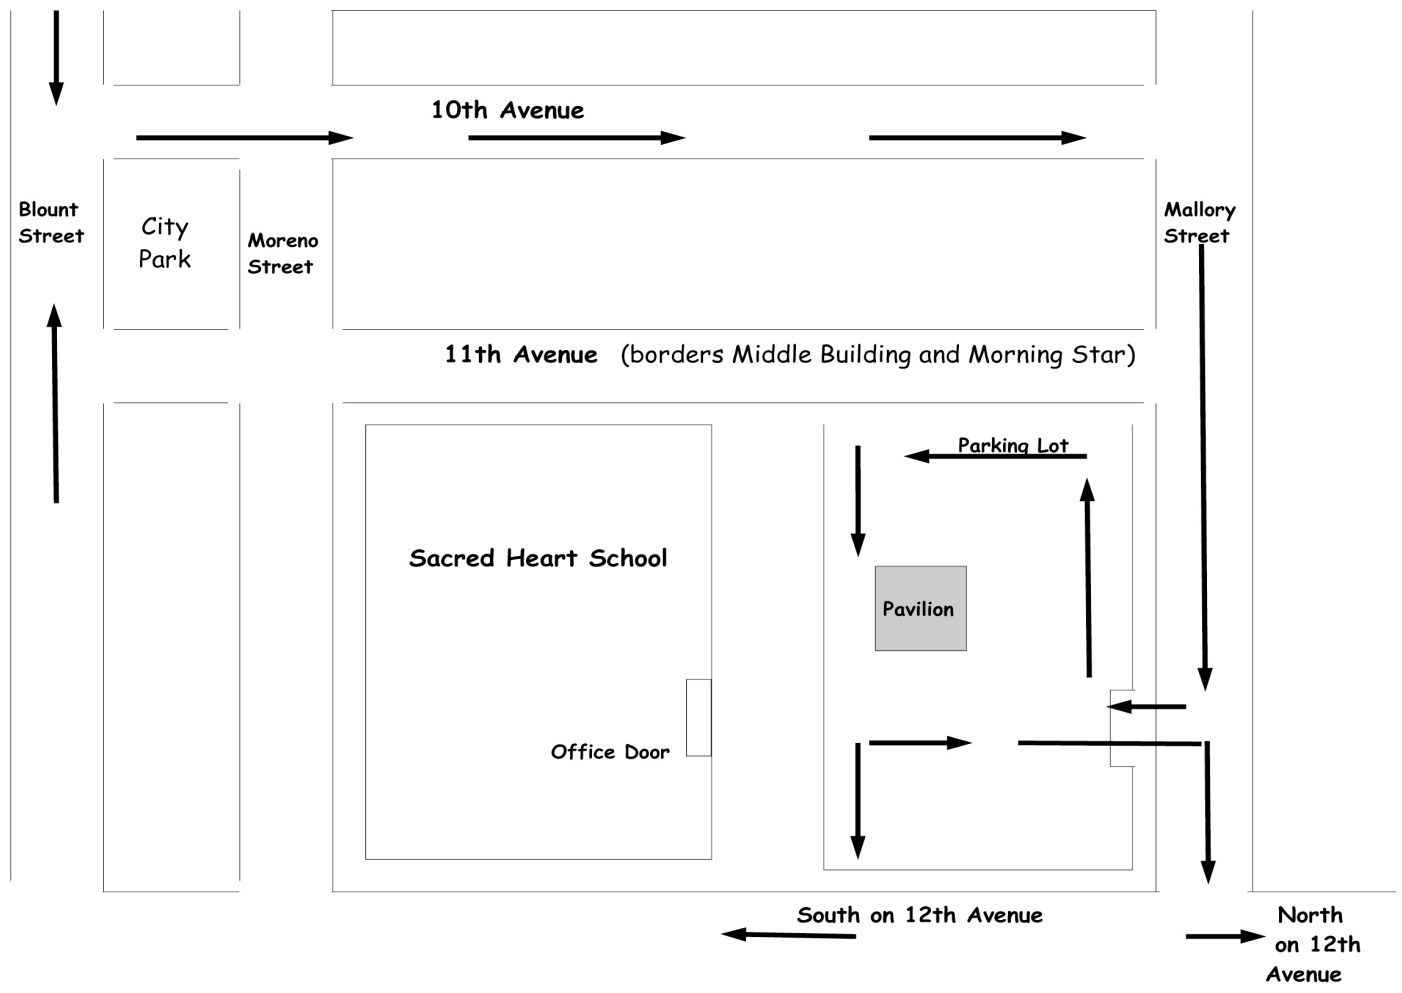 10th Avenue
Blount
Street
City
Park
Moreno
Street
Mallory
Street
11th Avenue (borders Middle Building and Morning Star)
Parking Lot
Sacred Heart School
Pavilion
Office Door
South on 12th Avenue
North
on 12th
Avenue